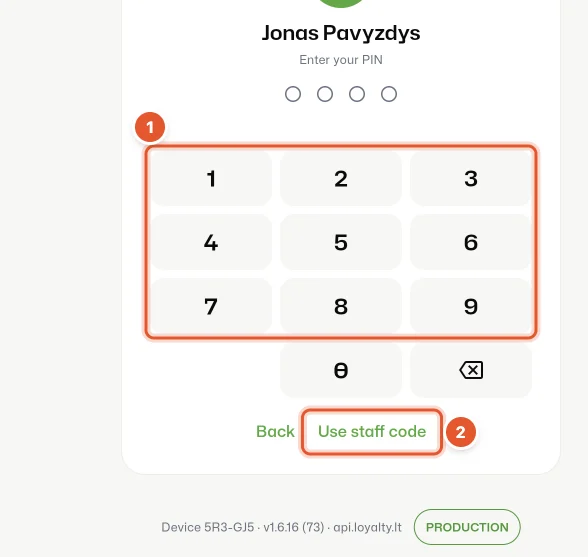 Jonas Pavyzdys
Enter your PIN
1
1 2 3
4 5 6
7 8 9
0
Back Use staff code 2
Device 5R3-GJ5 · v1.6.16 (73) · api.loyalty.lt PRODUCTION